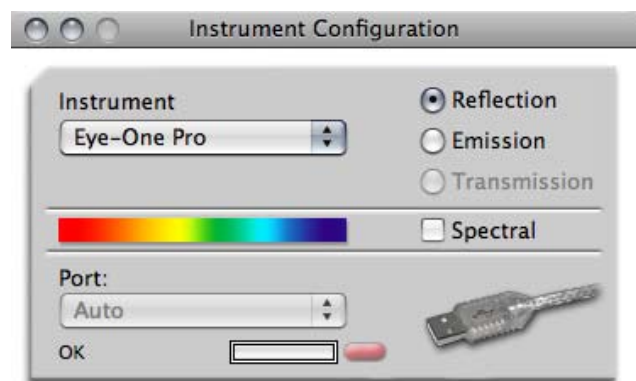 Instrument Configuration
Instrument
Reflection
Eye-One Pro
Emission
Transmission
Spectral
Port:
Auto
OK